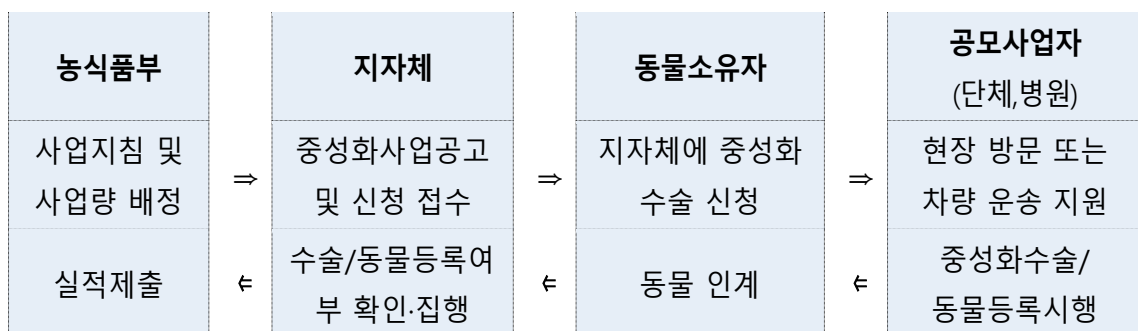 농식품부
지자체
동물소유자
공모사업자
(단체,병원)
사업지침 및
사업량 배정
⇒
중성화사업공고
및 신청 접수
⇒
지자체에 중성화
수술 신청
⇒
현장 방문 또는
차량 운송 지원
실적제출
⇐
수술/동물등록여
부 확인·집행
⇐
동물 인계
⇐
중성화수술/
동물등록시행